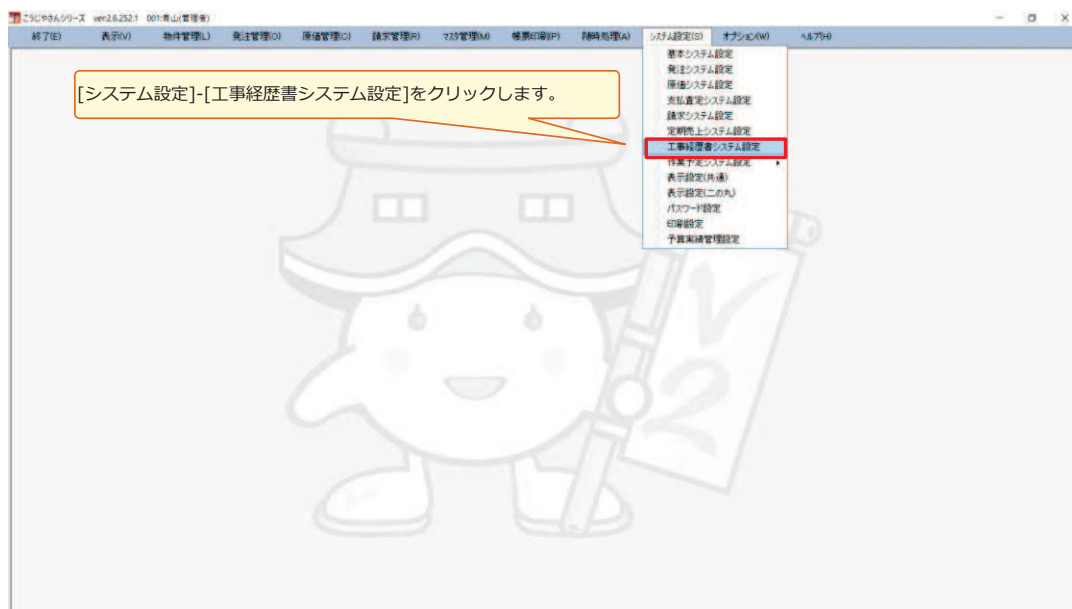 こうじやさんシリーズ ver.2.6.252.1 001:青山(管理者)
終了(E) 表示(V) 物件管理(L) 発注管理(O) 原価管理(C) 請求管理(R) マスタ管理(M) 帳票印刷(P) 随時処理(A) システム設定(S) オプション(W) ヘルプ(H)
基本システム設定
発注システム設定
原価システム設定
支払査定システム設定
請求システム設定
定期売上システム設定
工事経歴書システム設定
作業予定システム設定
表示設定(共通)
表示設定(二の丸)
パスワード設定
印刷設定
予算実績管理設定
[システム設定]-[工事経歴書システム設定]をクリックします。
V2